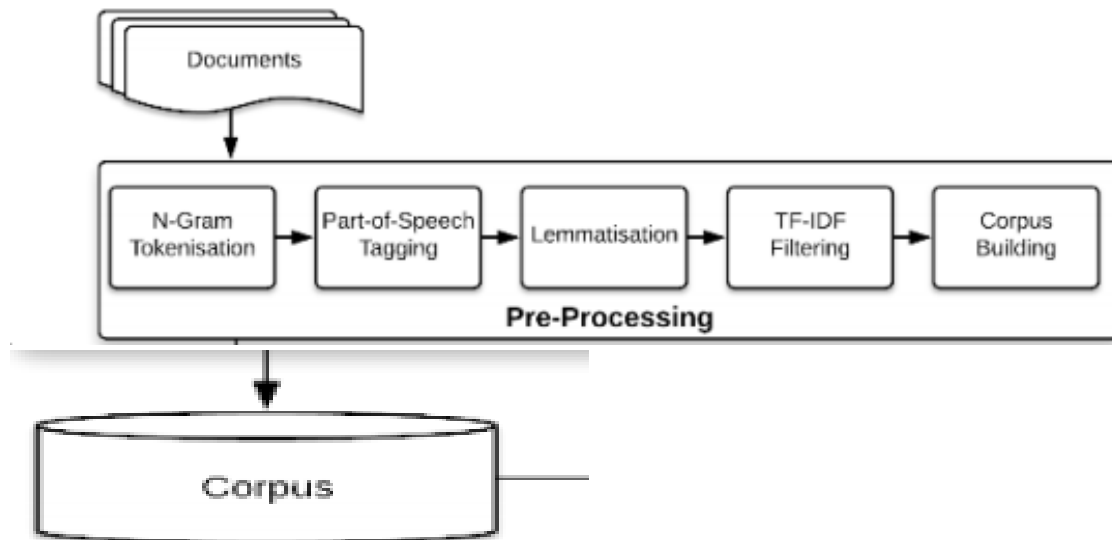 Documents
N-Gram
Tokenisation
Part-of-Speech
Tagging
Lemmatisation
TF-IDF
Filtering
Corpus
Building
Pre-Processing
Corpus